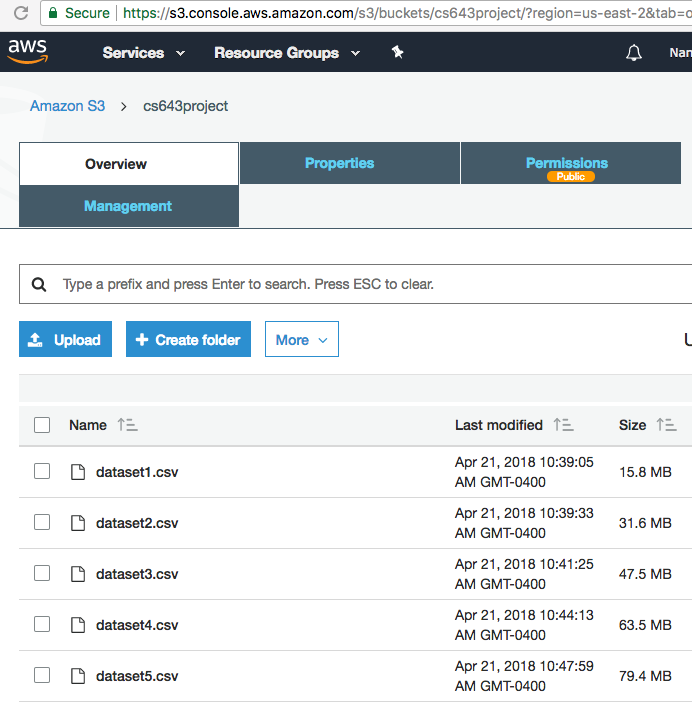 Secure https://s3.console.aws.amazon.com/s3/buckets/cs643project/?region=us-east-2&tab=
aws Services Resource Groups
Amazon S3 > cs643project
Overview Properties Permissions
Public
Management
Type a prefix and press Enter to search. Press ESC to clear.
Upload Create folder More
Name Last modified Size
dataset1.csv Apr 21, 2018 10:39:05 AM GMT-0400 15.8 MB
dataset2.csv Apr 21, 2018 10:39:33 AM GMT-0400 31.6 MB
dataset3.csv Apr 21, 2018 10:41:25 AM GMT-0400 47.5 MB
dataset4.csv Apr 21, 2018 10:44:13 AM GMT-0400 63.5 MB
dataset5.csv Apr 21, 2018 10:47:59 AM GMT-0400 79.4 MB